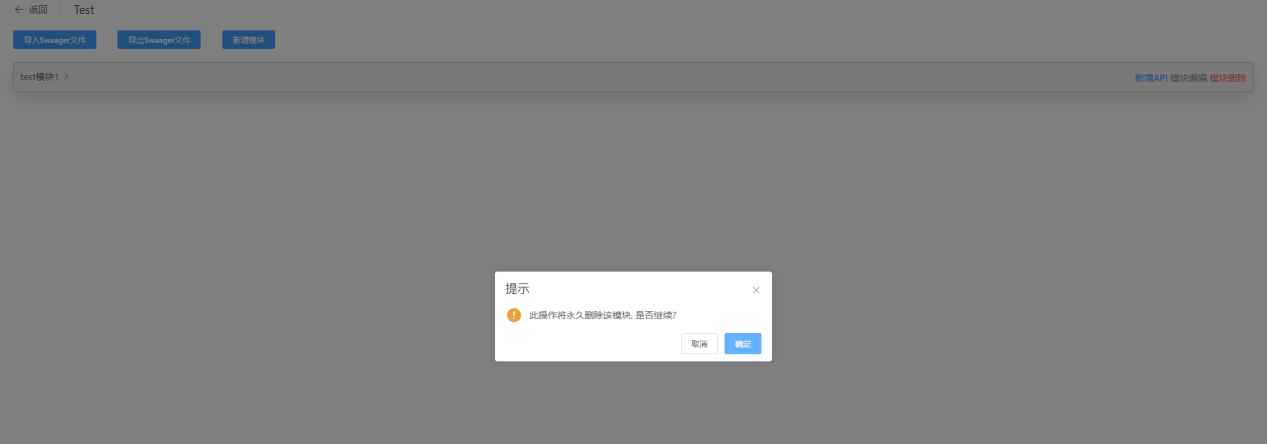 返回 Test
导入Swagger文件 导出Swagger文件 新增模块
test模块1
新增API 模块编辑 模块删除
提示
此操作将永久删除该模块, 是否继续?
取消 确定